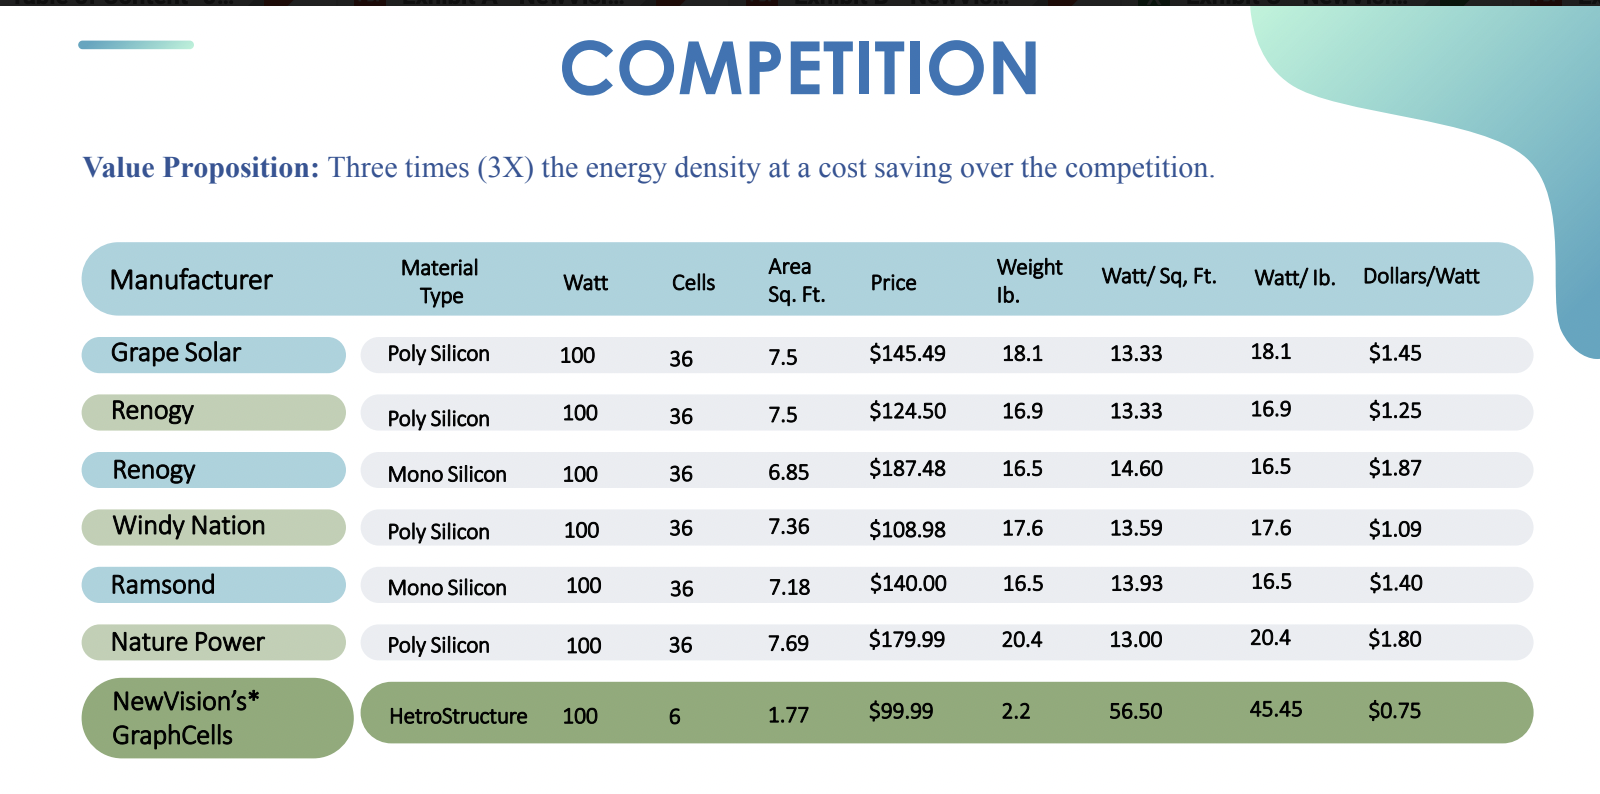 COMPETITION
Value Proposition: Three times (3X) the energy density at a cost saving over the competition.
Manufacturer Material Type Watt Cells Area Sq. Ft. Price Weight lb. Watt/ Sq, Ft. Watt/ lb. Dollars/Watt
Grape Solar Poly Silicon 100 36 7.5 $145.49 18.1 13.33 18.1 $1.45
Renogy Poly Silicon 100 36 7.5 $124.50 16.9 13.33 16.9 $1.25
Renogy Mono Silicon 100 36 6.85 $187.48 16.5 14.60 16.5 $1.87
Windy Nation Poly Silicon 100 36 7.36 $108.98 17.6 13.59 17.6 $1.09
Ramsond Mono Silicon 100 36 7.18 $140.00 16.5 13.93 16.5 $1.40
Nature Power Poly Silicon 100 36 7.69 $179.99 20.4 13.00 20.4 $1.80
NewVision’s* GraphCells HetroStructure 100 6 1.77 $99.99 2.2 56.50 45.45 $0.75